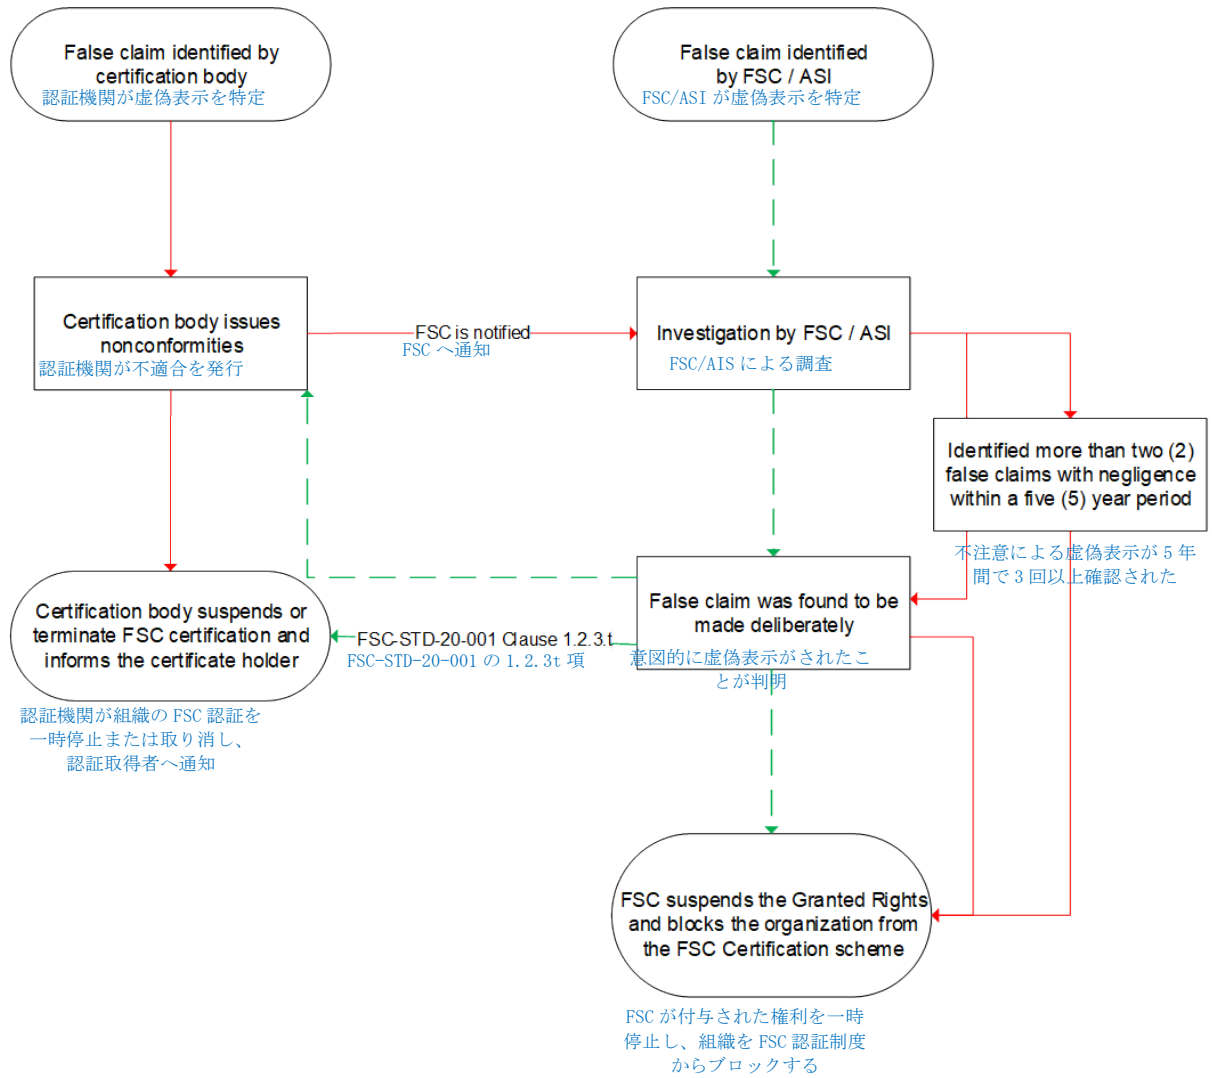 False claim identified by
certification body
認証機関が虚偽表示を特定
False claim identified
by FSC / ASI
FSC/ASI が虚偽表示を特定
Certification body issues
nonconformities
認証機関が不適合を発行
FSC is notified
FSC へ通知
Investigation by FSC / ASI
FSC/AIS による調査
Identified more than two (2)
false claims with negligence
within a five (5) year period
不注意による虚偽表示が 5 年
間で 3 回以上確認された
Certification body suspends or
terminate FSC certification and
informs the certificate holder
認証機関が組織の FSC 認証を
一時停止または取り消し、
認証取得者へ通知
FSC-STD-20-001 Clause 1.2.3.t
FSC-STD-20-001 の 1.2.3t 項
False claim was found to be
made deliberately
意図的に虚偽表示がされたこ
とが判明
FSC suspends the Granted Rights
and blocks the organization from
the FSC Certification scheme
FSC が付与された権利を一時
停止し、組織を FSC 認証制度
からブロックする